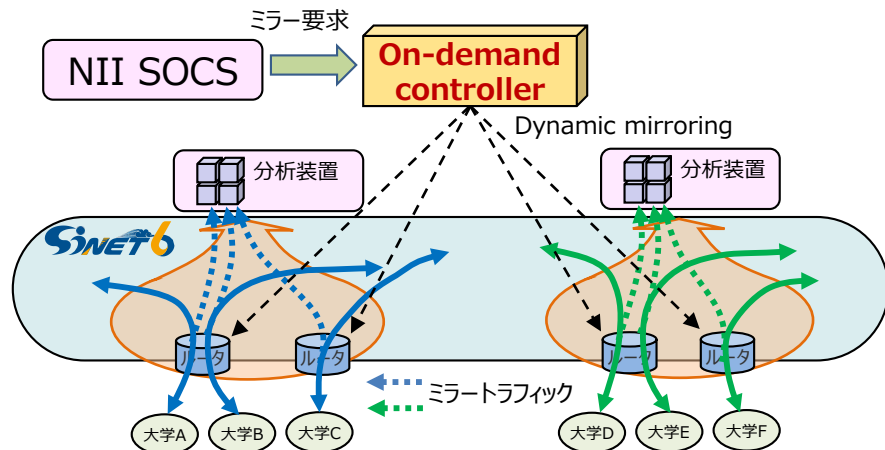 ミラー要求
NII SOCS
On-demand
controller
Dynamic mirroring
分析装置
分析装置
SINET6
ルータ
ルータ
ルータ
ルータ
ミラートラフィック
大学A
大学B
大学C
大学D
大学E
大学F